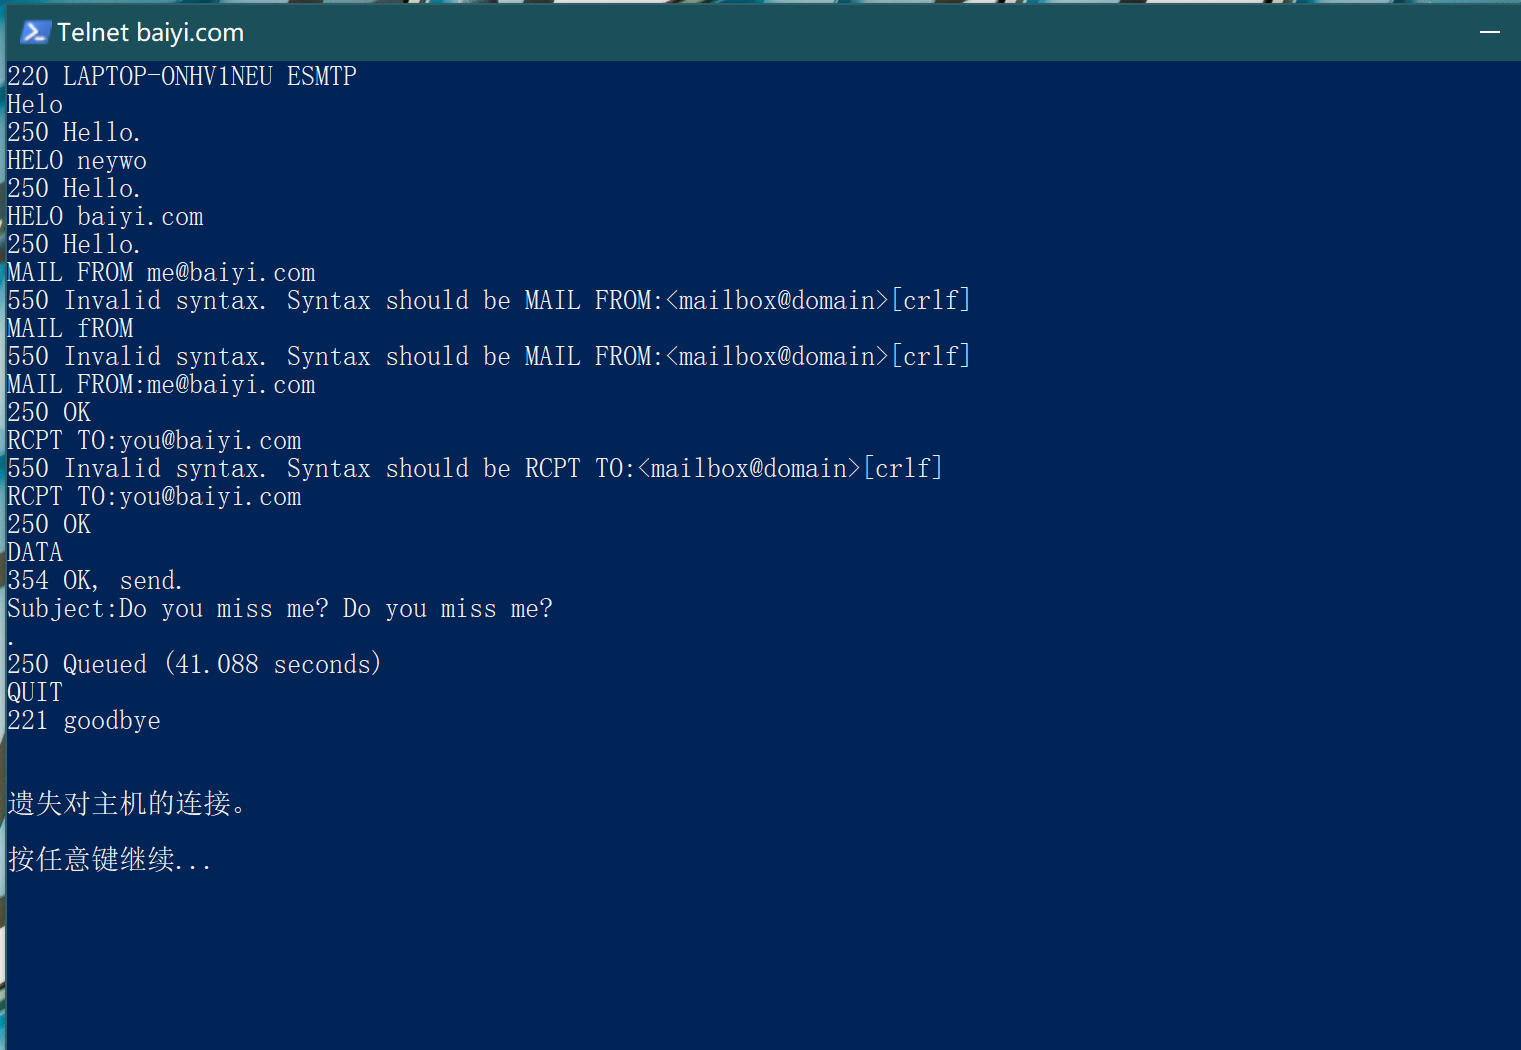 Telnet baiyi.com
220 LAPTOP-ONHV1NEU ESMTP
Helo
250 Hello.
HELO neywo
250 Hello.
HELO baiyi.com
250 Hello.
MAIL FROM me@baiyi.com
550 Invalid syntax. Syntax should be MAIL FROM:<mailbox@domain>[crlf]
MAIL fROM
550 Invalid syntax. Syntax should be MAIL FROM:<mailbox@domain>[crlf]
MAIL FROM:me@baiyi.com
250 OK
RCPT TO:you@baiyi.com
550 Invalid syntax. Syntax should be RCPT TO:<mailbox@domain>[crlf]
RCPT TO:you@baiyi.com
250 OK
DATA
354 OK, send.
Subject:Do you miss me? Do you miss me?
.
250 Queued (41.088 seconds)
QUIT
221 goodbye
遗失对主机的连接。
按任意键继续...